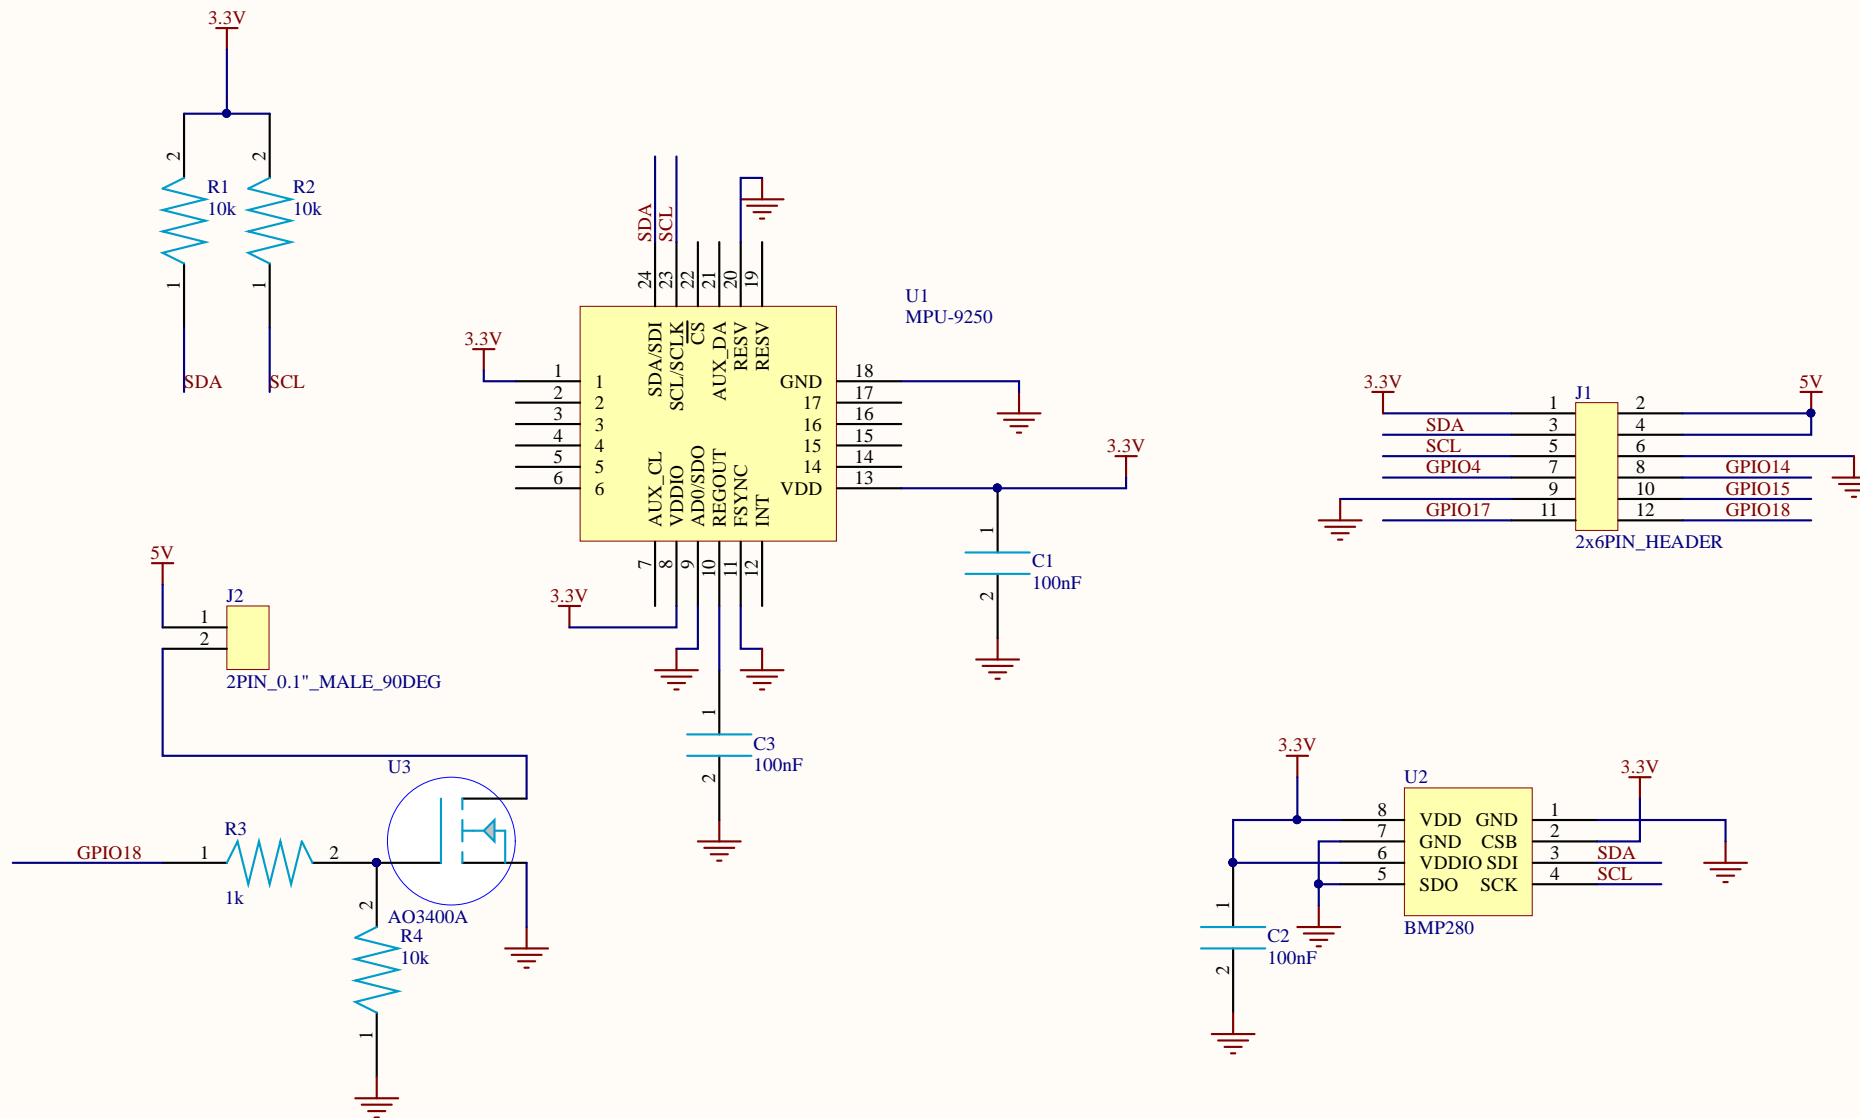 3.3V
2
2
R1
10k
R2
10k
1
1
SDA
SCL
SDA
SCL
24
23
22
21
20
19
U1
MPU-9250
SDA/SDI
SCL/SCLK
CS
AUX_DA
RESV
RESV
3.3V
1
2
3
4
5
6
1
2
3
4
5
6
GND
17
16
15
14
VDD
18
17
16
15
14
13
3.3V
AUX_CL
VDDIO
AD0/SDO
REGOUT
FSYNC
INT
7
8
9
10
11
12
3.3V
1
C1
100nF
2
1
C3
100nF
2
3.3V
5V
J1
SDA
SCL
GPIO4
GPIO17
1
3
5
7
9
11
2
4
6
8
10
12
GPIO14
GPIO15
GPIO18
2x6PIN_HEADER
5V
J2
1
2
2PIN_0.1"_MALE_90DEG
U3
R3
GPIO18
1
2
1k
AO3400A
2
R4
10k
1
3.3V
3.3V
U2
8
7
6
5
VDD
GND
VDDIO
SDO
GND
CSB
SDI
SCK
1
2
3
4
SDA
SCL
BMP280
1
C2
100nF
2